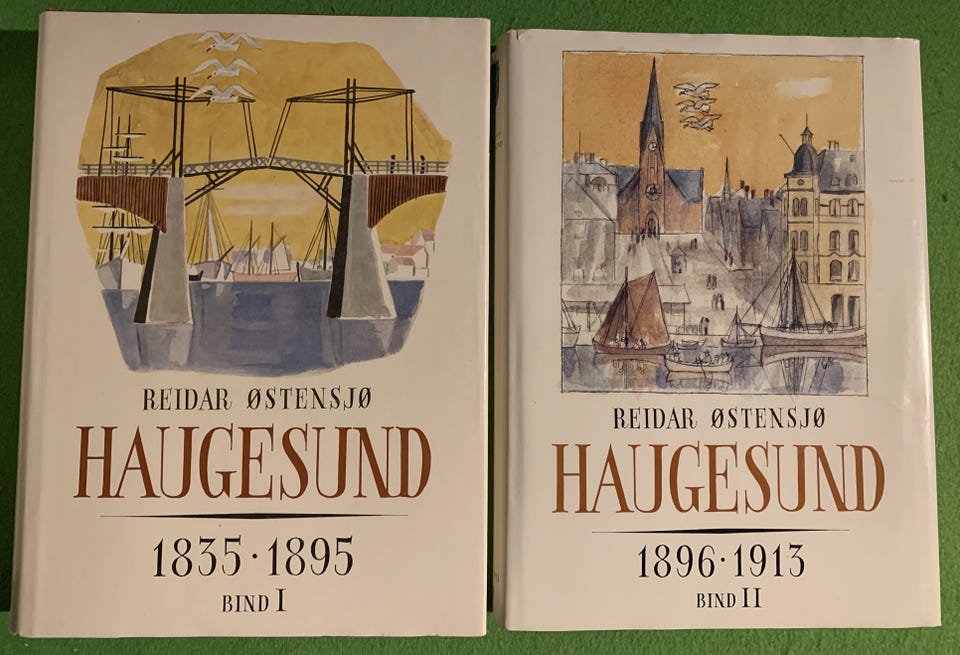 REIDAR ØSTENSJØ
HAUGESUND
1835·1895
BIND I
REIDAR ØSTENSJØ
HAUGESUND
1896·1913
BIND II